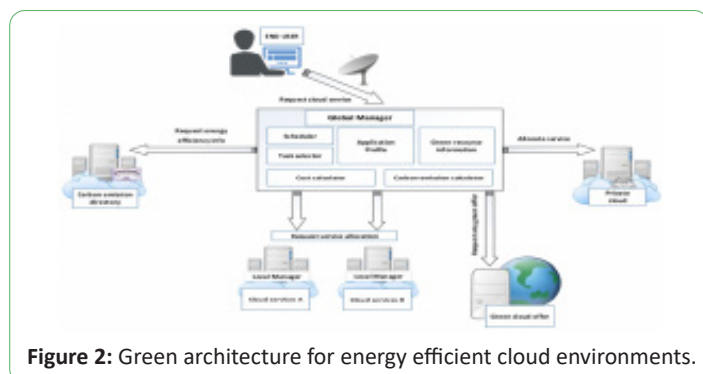 END USER
Request cloud service
Global Manager
Request energy
efficiency info
Scheduler
Task selector
Application
Profile
Green resource
information
Allocate service
Cost calculator
Carbon emission calculator
Carbon emission
directory
Private
cloud
Request service allocation
Local Manager
Local Manager
Cloud services A
Cloud services B
Green cloud offer
Figure 2: Green architecture for energy efficient cloud environments.